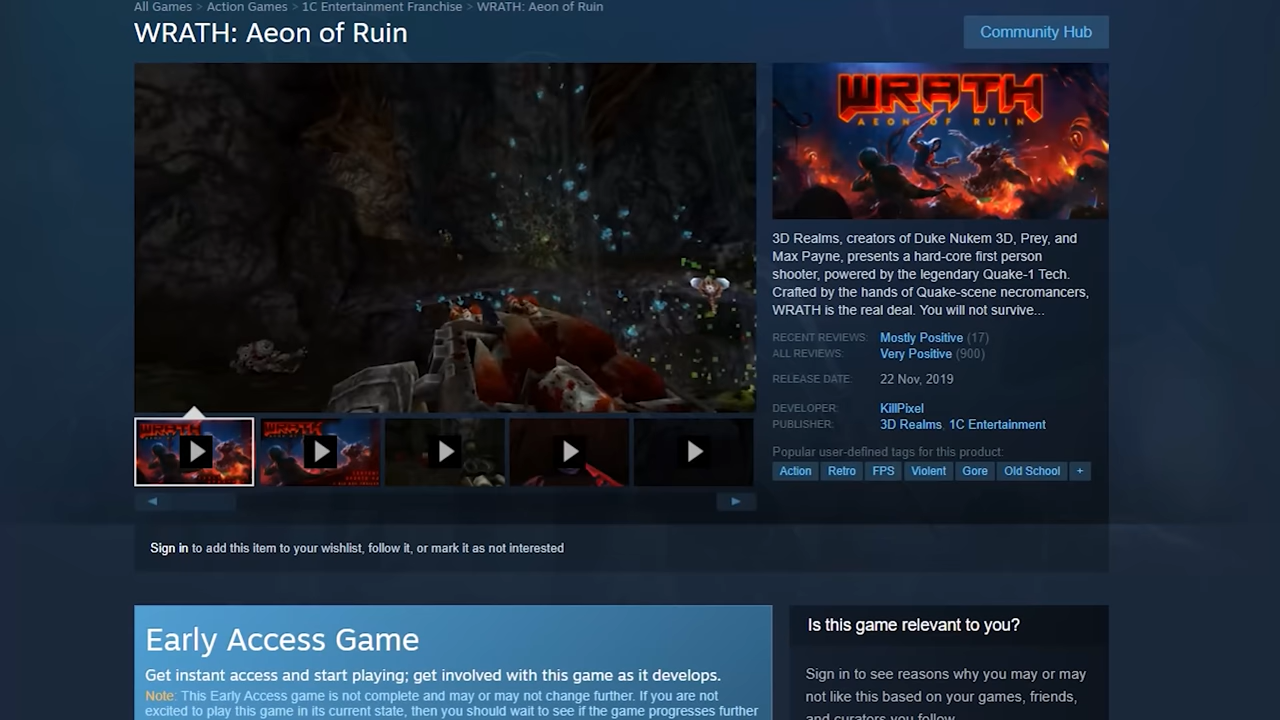 All Games > Action Games > 1C Entertainment Franchise > WRATH: Aeon of Ruin
WRATH: Aeon of Ruin
Community Hub
WRATH
AEON OF RUIN
3D Realms, creators of Duke Nukem 3D, Prey, and
Max Payne, presents a hard-core first person
shooter, powered by the legendary Quake-1 Tech.
Crafted by the hands of Quake-scene necromancers,
WRATH is the real deal. You will not survive...
RECENT REVIEWS: Mostly Positive (17)
ALL REVIEWS: Very Positive (900)
RELEASE DATE: 22 Nov, 2019
DEVELOPER: KillPixel
PUBLISHER: 3D Realms, 1C Entertainment
Popular user-defined tags for this product:
Action Retro FPS Violent Gore Old School +
WRATH
WRATH
Sign in to add this item to your wishlist, follow it, or mark it as not interested
Early Access Game
Get instant access and start playing; get involved with this game as it develops.
Note: This Early Access game is not complete and may or may not change further. If you are not
excited to play this game in its current state, then you should wait to see if the game progresses further
Is this game relevant to you?
Sign in to see reasons why you may or may
not like this based on your games, friends,
and curators you follow.